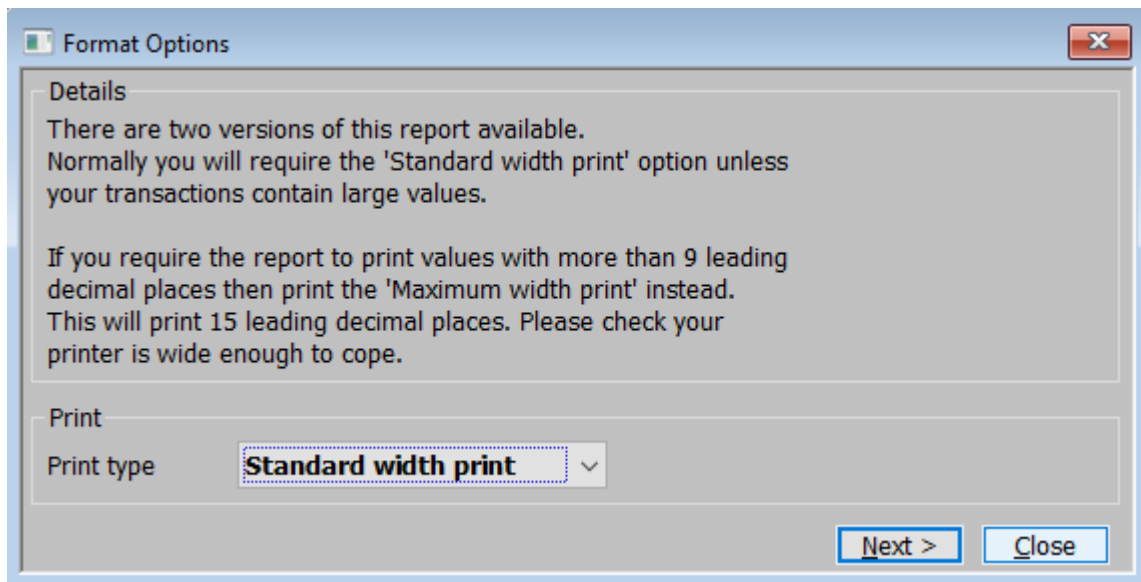 Format Options
Details
There are two versions of this report available.
Normally you will require the 'Standard width print' option unless
your transactions contain large values.
If you require the report to print values with more than 9 leading
decimal places then print the 'Maximum width print' instead.
This will print 15 leading decimal places. Please check your
printer is wide enough to cope.
Print
Print type Standard width print
Next > Close